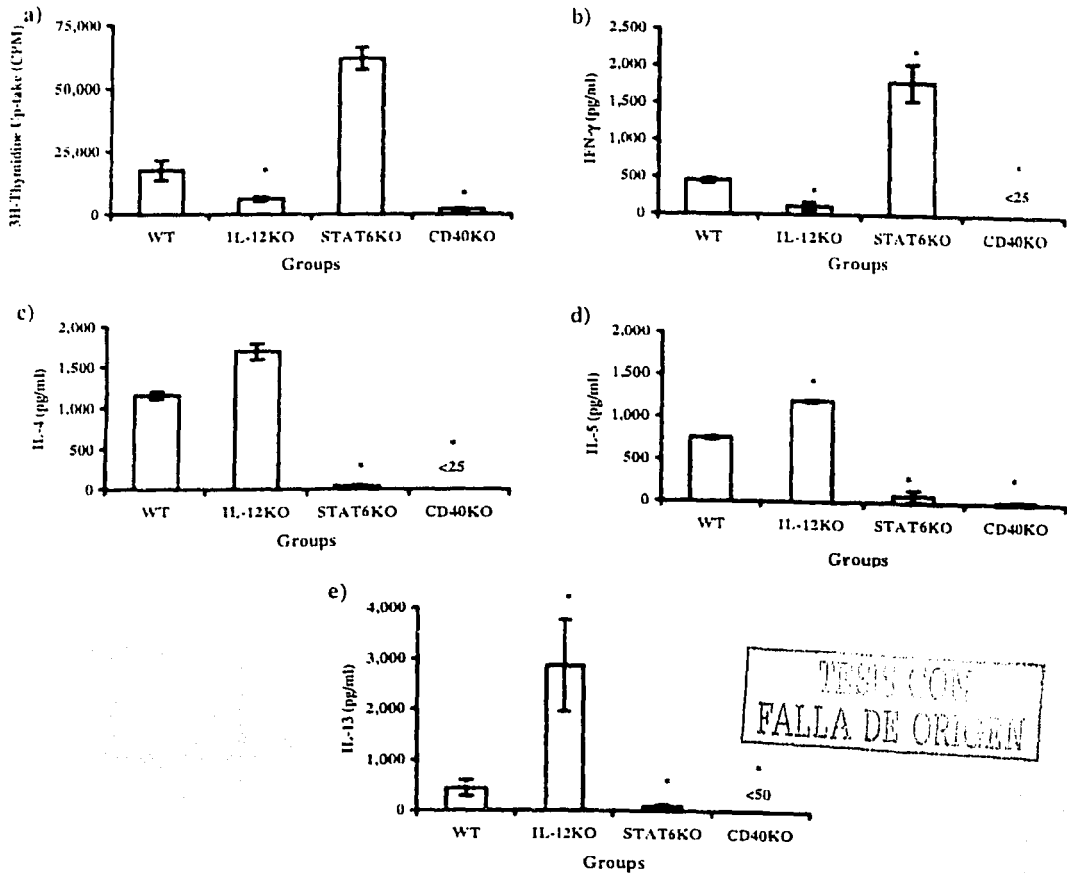 a)
75,000
50,000
25,000
0
3H-Thymidine Up-take (CPM)
WT IL-12KO STAT6KO CD40KO
Groups
b)
2,500
2,000
1,500
1,000
500
0
IFN-γ (pg/ml)
<25
WT IL-12KO STAT6KO CD40KO
Groups
c)
2,000
1,500
1,000
500
0
IL-4 (pg/ml)
<25
WT IL-12KO STAT6KO CD40KO
Groups
d)
2,000
1,500
1,000
500
0
IL-5 (pg/ml)
WT IL-12KO STAT6KO CD40KO
Groups
e)
4,000
3,000
2,000
1,000
0
IL-13 (pg/ml)
<50
WT IL-12KO STAT6KO CD40KO
Groups
TESIS CON
FALLA DE ORIGEN